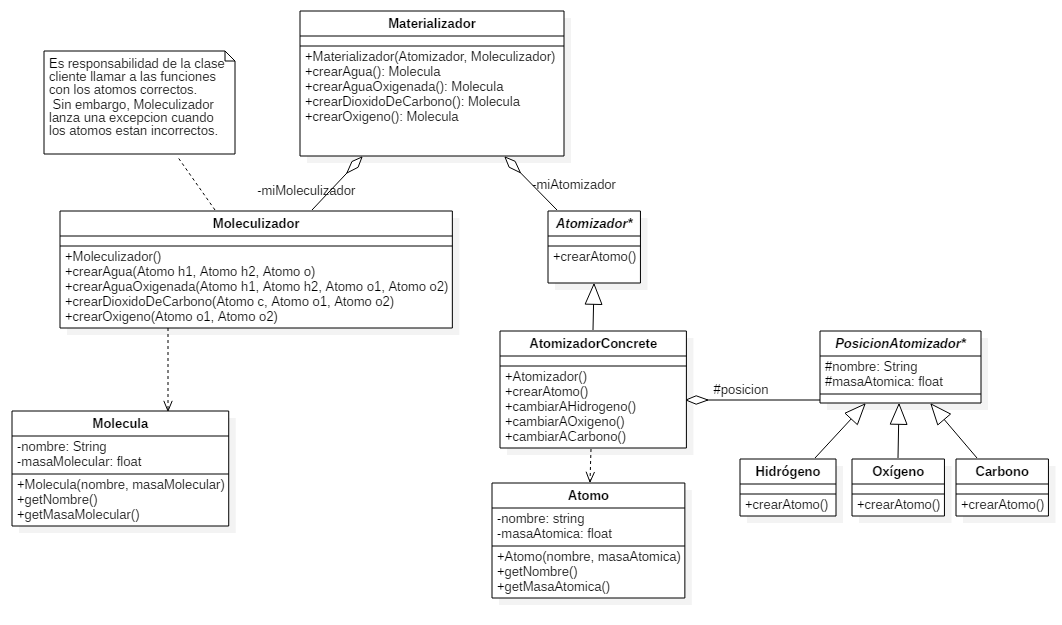 Materializador
+Materializador(Atomizador, Moleculizador)
+crearAgua(): Molecula
+crearAguaOxigenada(): Molecula
+crearDioxidoDeCarbono(): Molecula
+crearOxigeno(): Molecula
Es responsabilidad de la clase
cliente llamar a las funciones
con los atomos correctos.
Sin embargo, Moleculizador
lanza una excepcion cuando
los atomos estan incorrectos.
-miMoleculizador
-miAtomizador
Moleculizador
+Moleculizador()
+crearAgua(Atomo h1, Atomo h2, Atomo o)
+crearAguaOxigenada(Atomo h1, Atomo h2, Atomo o1, Atomo o2)
+crearDioxidoDeCarbono(Atomo c, Atomo o1, Atomo o2)
+crearOxigeno(Atomo o1, Atomo o2)
Atomizador*
+crearAtomo()
AtomizadorConcrete
+Atomizador()
+crearAtomo()
+cambiarAHidrogeno()
+cambiarAOxigeno()
+cambiarACarbono()
#posicion
PosicionAtomizador*
#nombre: String
#masaAtomica: float
Molecula
-nombre: String
-masaMolecular: float
+Molecula(nombre, masaMolecular)
+getNombre()
+getMasaMolecular()
Atomo
-nombre: string
-masaAtomica: float
+Atomo(nombre, masaAtomica)
+getNombre()
+getMasaAtomica()
Hidrógeno
+crearAtomo()
Oxígeno
+crearAtomo()
Carbono
+crearAtomo()